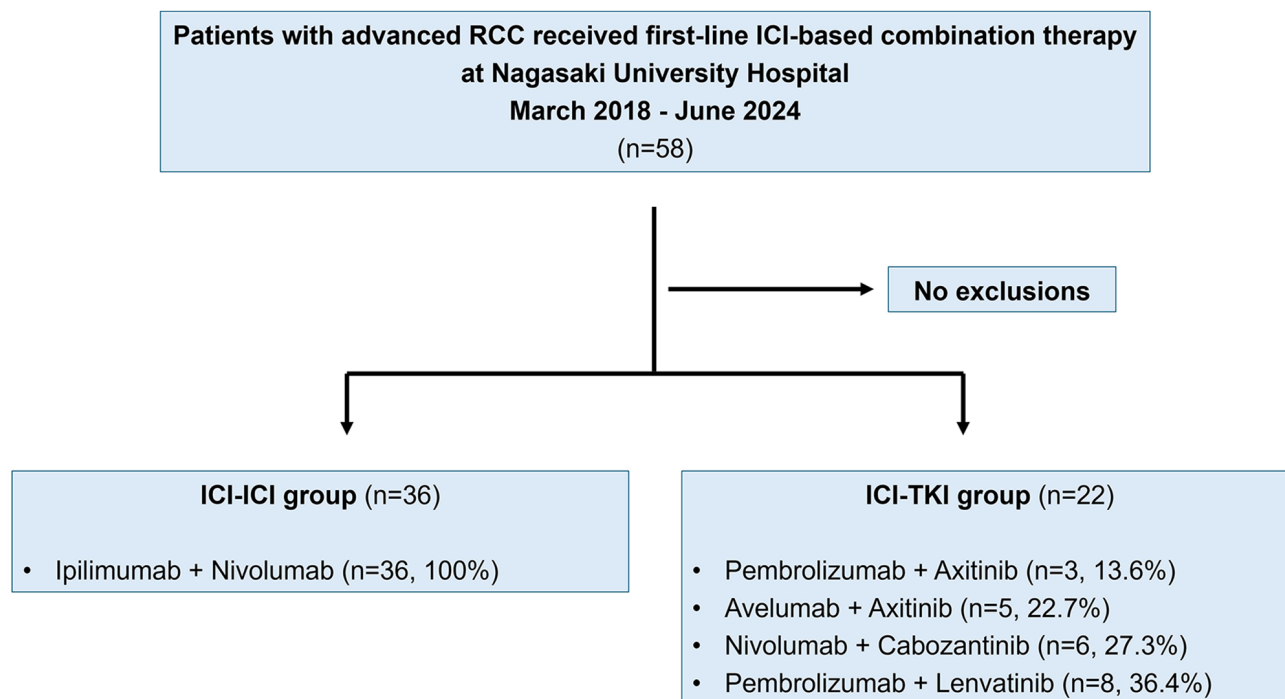 Patients with advanced RCC received first-line ICI-based combination therapy
at Nagasaki University Hospital
March 2018 - June 2024
(n=58)
No exclusions
ICI-ICI group (n=36)
• Ipilimumab + Nivolumab (n=36, 100%)
ICI-TKI group (n=22)
• Pembrolizumab + Axitinib (n=3, 13.6%)
• Avelumab + Axitinib (n=5, 22.7%)
• Nivolumab + Cabozantinib (n=6, 27.3%)
• Pembrolizumab + Lenvatinib (n=8, 36.4%)